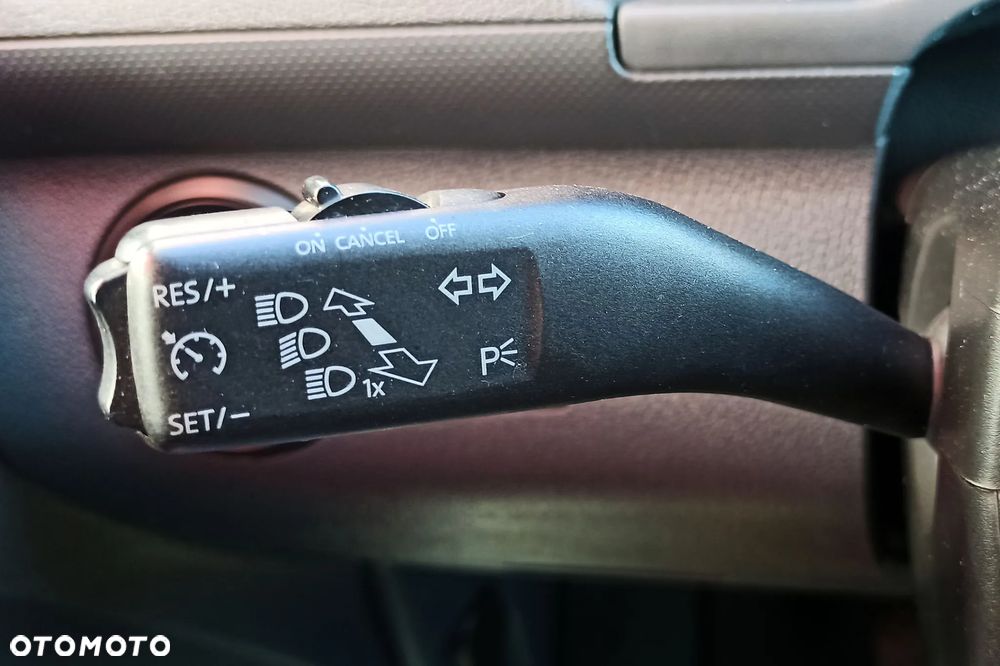 ON CANCEL OFF
RES/+
SET/-
1x
P
OTOMOTO